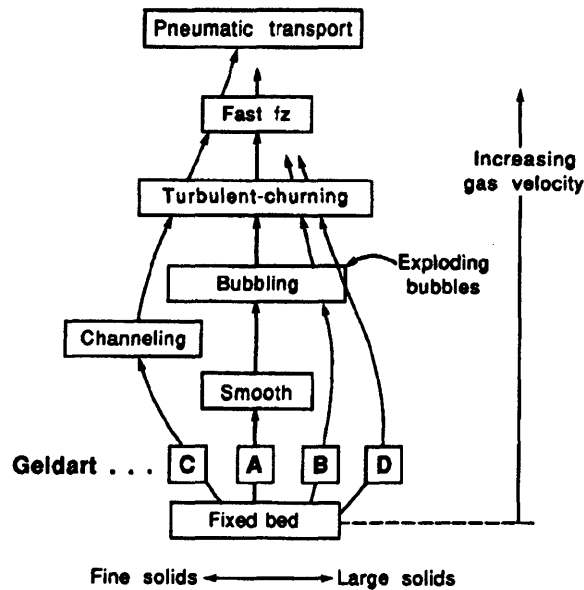 Pneumatic transport
Fast fz
Increasing
gas velocity
Turbulent-churning
Exploding
bubbles
Bubbling
Channeling
Smooth
Geldart . . . C A B D
Fixed bed
Fine solids Large solids